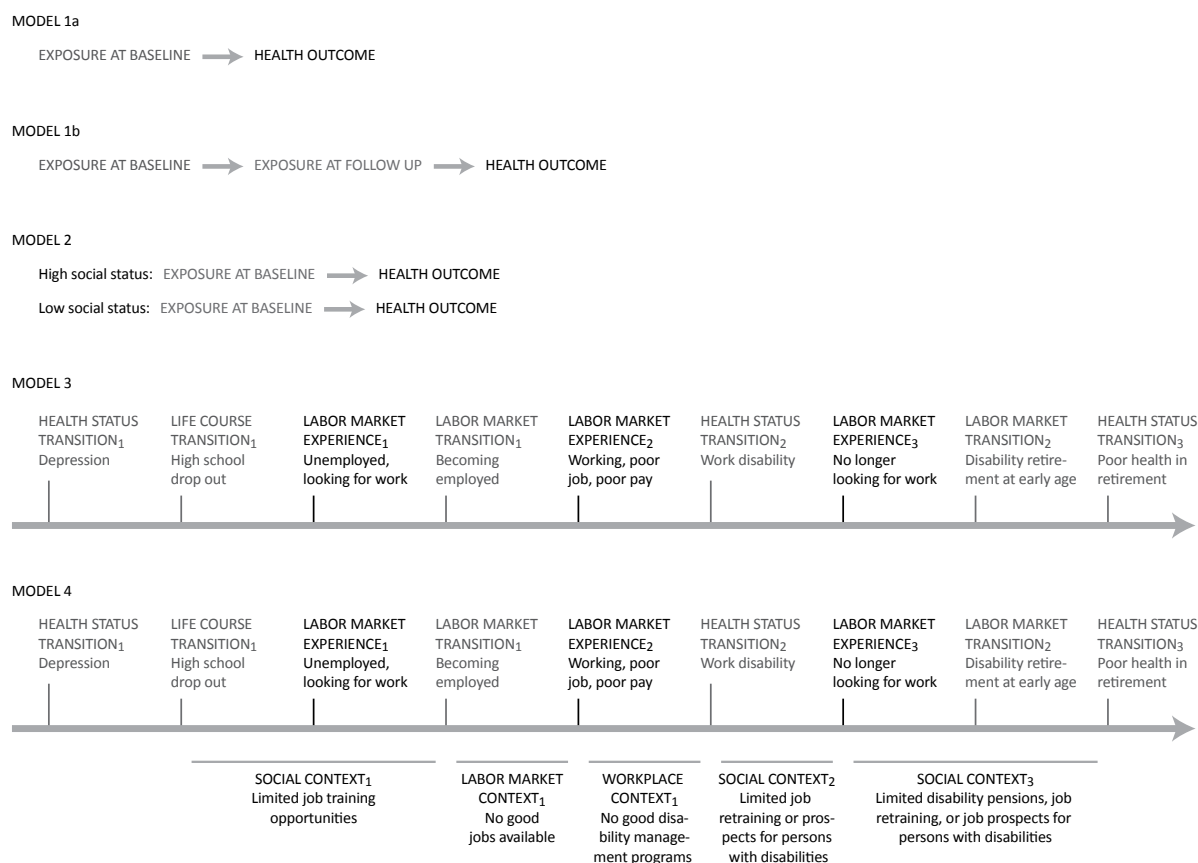 MODEL 1a
EXPOSURE AT BASELINE HEALTH OUTCOME
MODEL 1b
EXPOSURE AT BASELINE EXPOSURE AT FOLLOW UP HEALTH OUTCOME
MODEL 2
High social status: EXPOSURE AT BASELINE HEALTH OUTCOME
Low social status: EXPOSURE AT BASELINE HEALTH OUTCOME
MODEL 3
HEALTH STATUS
TRANSITION₁
Depression
LIFE COURSE
TRANSITION₁
High school
drop out
LABOR MARKET
EXPERIENCE₁
Unemployed,
looking for work
LABOR MARKET
TRANSITION₁
Becoming
employed
LABOR MARKET
EXPERIENCE₂
Working, poor
job, poor pay
HEALTH STATUS
TRANSITION₂
Work disability
LABOR MARKET
EXPERIENCE₃
No longer
looking for work
LABOR MARKET
TRANSITION₂
Disability retire-
ment at early age
HEALTH STATUS
TRANSITION₃
Poor health in
retirement
MODEL 4
HEALTH STATUS
TRANSITION₁
Depression
LIFE COURSE
TRANSITION₁
High school
drop out
LABOR MARKET
EXPERIENCE₁
Unemployed,
looking for work
LABOR MARKET
TRANSITION₁
Becoming
employed
LABOR MARKET
EXPERIENCE₂
Working, poor
job, poor pay
HEALTH STATUS
TRANSITION₂
Work disability
LABOR MARKET
EXPERIENCE₃
No longer
looking for work
LABOR MARKET
TRANSITION₂
Disability retire-
ment at early age
HEALTH STATUS
TRANSITION₃
Poor health in
retirement
SOCIAL CONTEXT₁
Limited job training
opportunities
LABOR MARKET
CONTEXT₁
No good
jobs available
WORKPLACE
CONTEXT₁
No good disa-
bility manage-
ment programs
SOCIAL CONTEXT₂
Limited job
retraining or pros-
pects for persons
with disabilities
SOCIAL CONTEXT₃
Limited disability pensions, job
retraining, or job prospects for
persons with disabilities